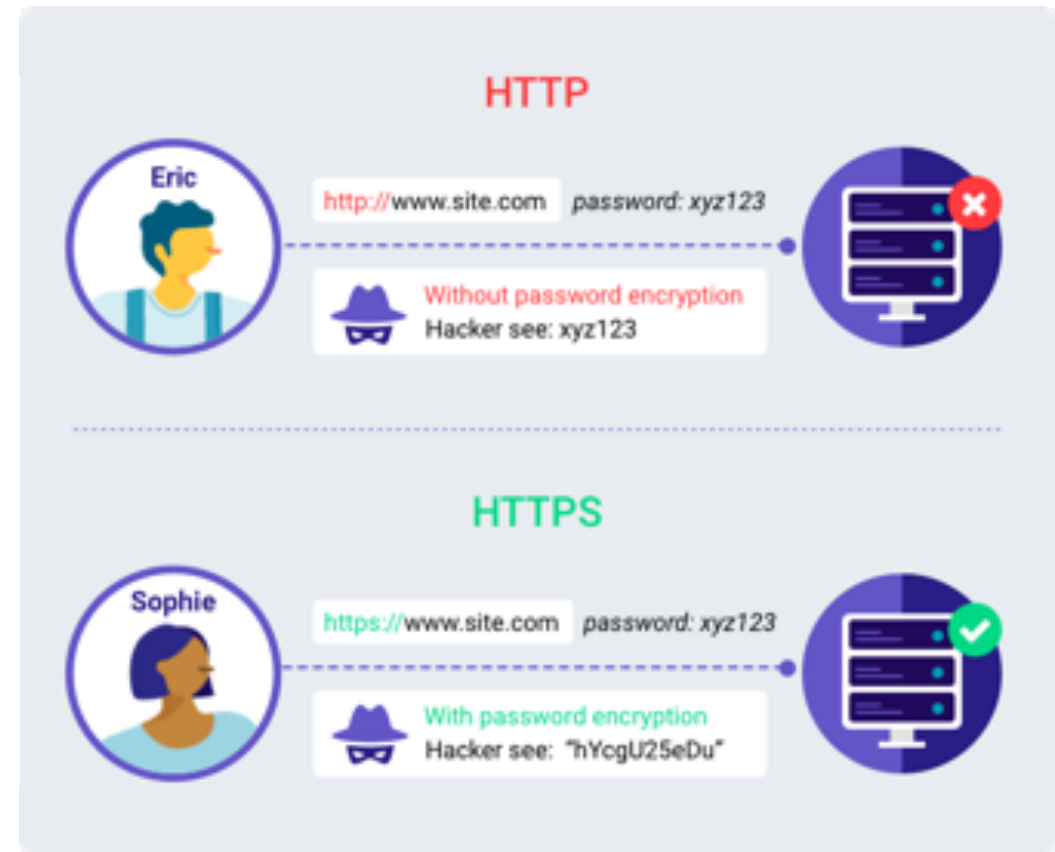 HTTP
Eric
http://www.site.com password: xyz123
Without password encryption
Hacker see: xyz123
HTTPS
Sophie
https://www.site.com password: xyz123
With password encryption
Hacker see: "hYcgU25eDu"